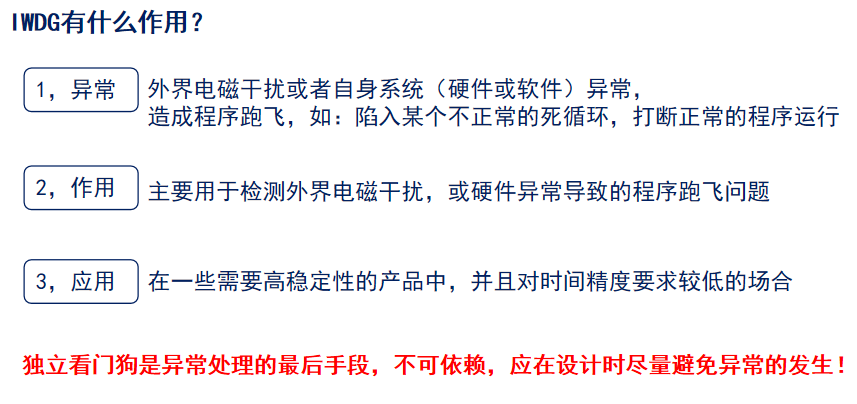 IWDG有什么作用？
1，异常
外界电磁干扰或者自身系统（硬件或软件）异常，
造成程序跑飞，如：陷入某个不正常的死循环，打断正常的程序运行
2，作用
主要用于检测外界电磁干扰，或硬件异常导致的程序跑飞问题
3，应用
在一些需要高稳定性的产品中，并且对时间精度要求较低的场合
独立看门狗是异常处理的最后手段，不可依赖，应在设计时尽量避免异常的发生！